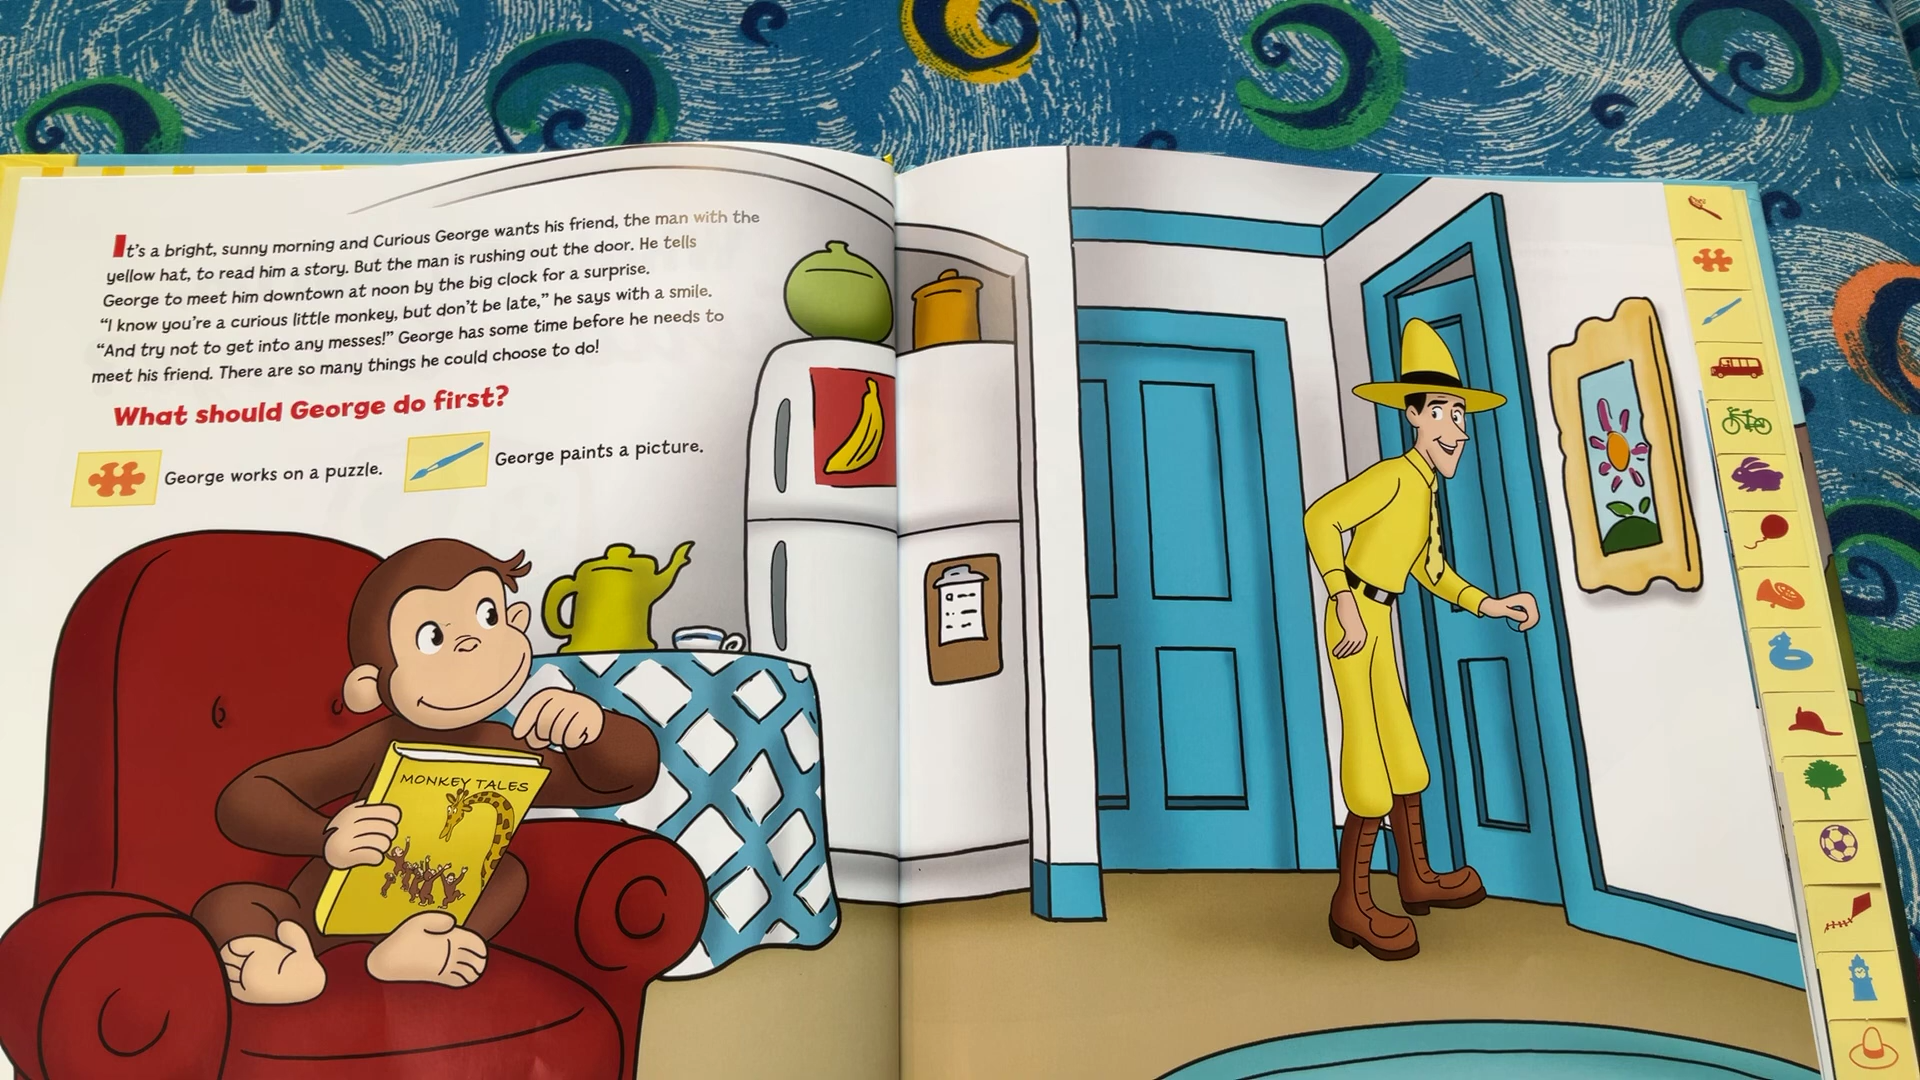 It's a bright, sunny morning and Curious George wants his friend, the man with the
yellow hat, to read him a story. But the man is rushing out the door. He tells
George to meet him downtown at noon by the big clock for a surprise.
“I know you're a curious little monkey, but don't be late,” he says with a smile.
“And try not to get into any messes!” George has some time before he needs to
meet his friend. There are so many things he could choose to do!
What should George do first?
George works on a puzzle.
George paints a picture.
MONKEY TALES